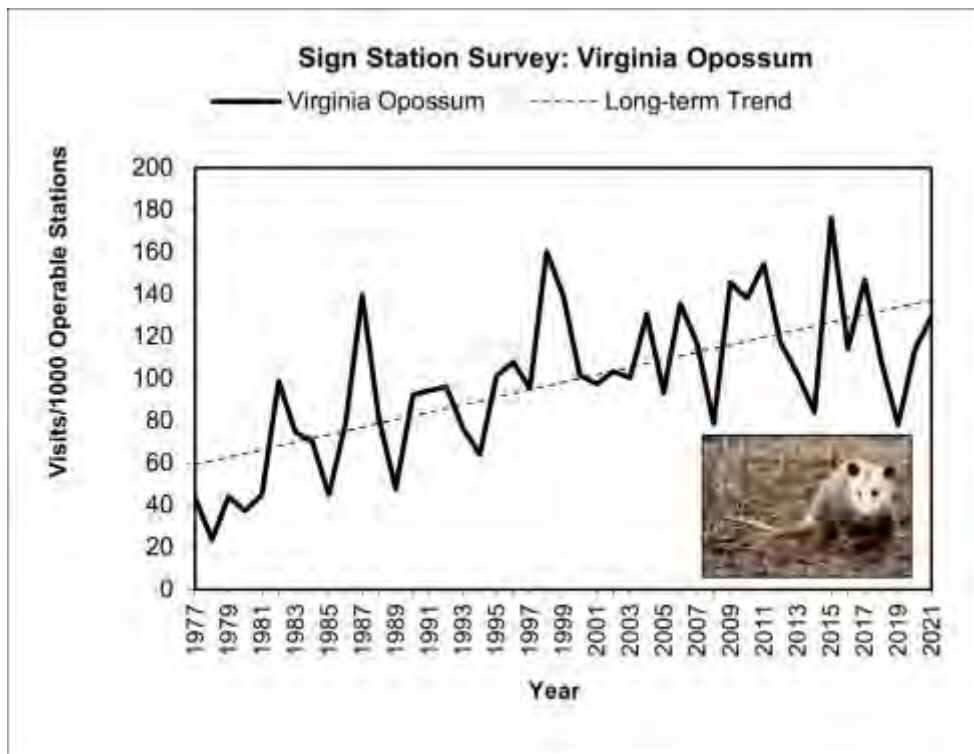 Sign Station Survey: Virginia Opossum
Virginia Opossum Long-term Trend
Visits/1000 Operable Stations
200
180
160
140
120
100
80
60
40
20
0
1977 1979 1981 1983 1985 1987 1989 1991 1993 1995 1997 1999 2001 2003 2005 2007 2009 2011 2013 2015 2017 2019 2021
Year